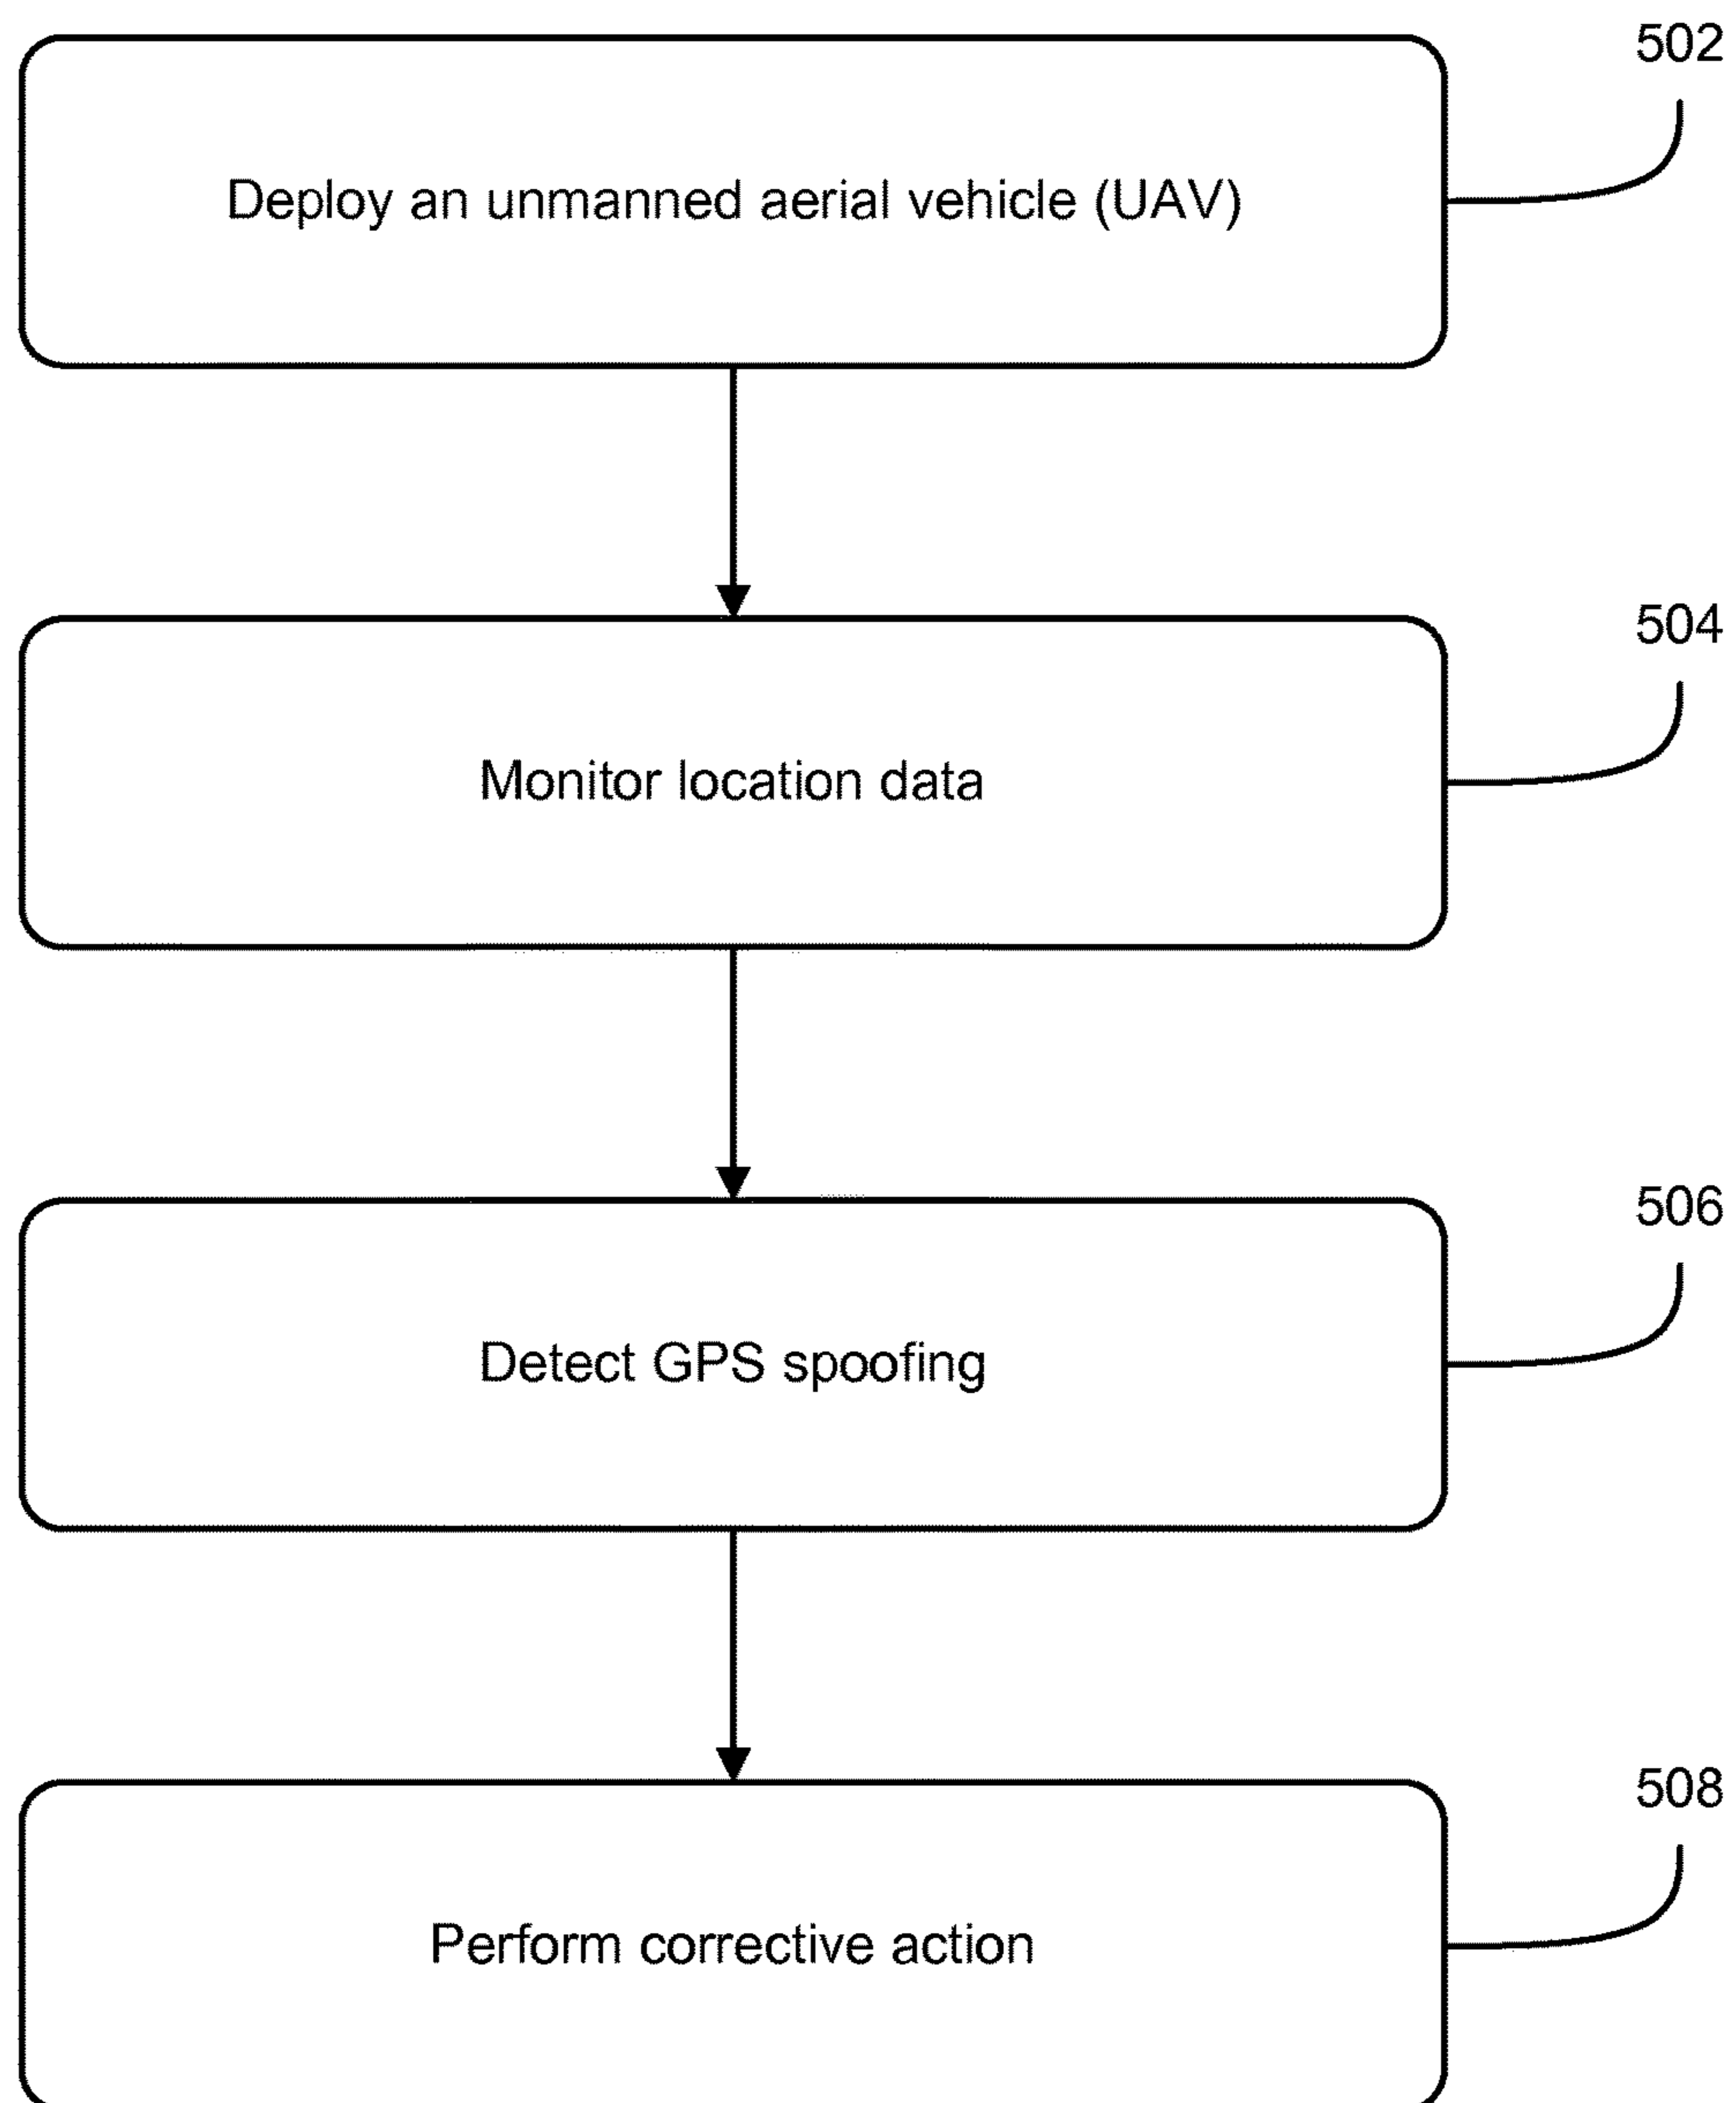 502
Deploy an unmanned aerial vehicle (UAV)
504
Monitor location data
506
Detect GPS spoofing
508
Perform corrective action